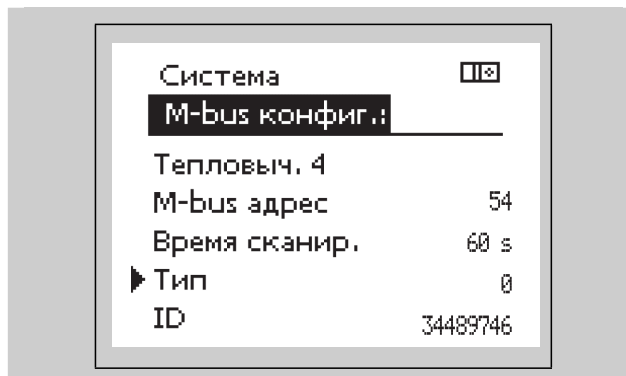 Система
M-bus конфиг.:
Тепловыч. 4
M-bus адрес 54
Время сканир. 60 s
Тип 0
ID 34489746